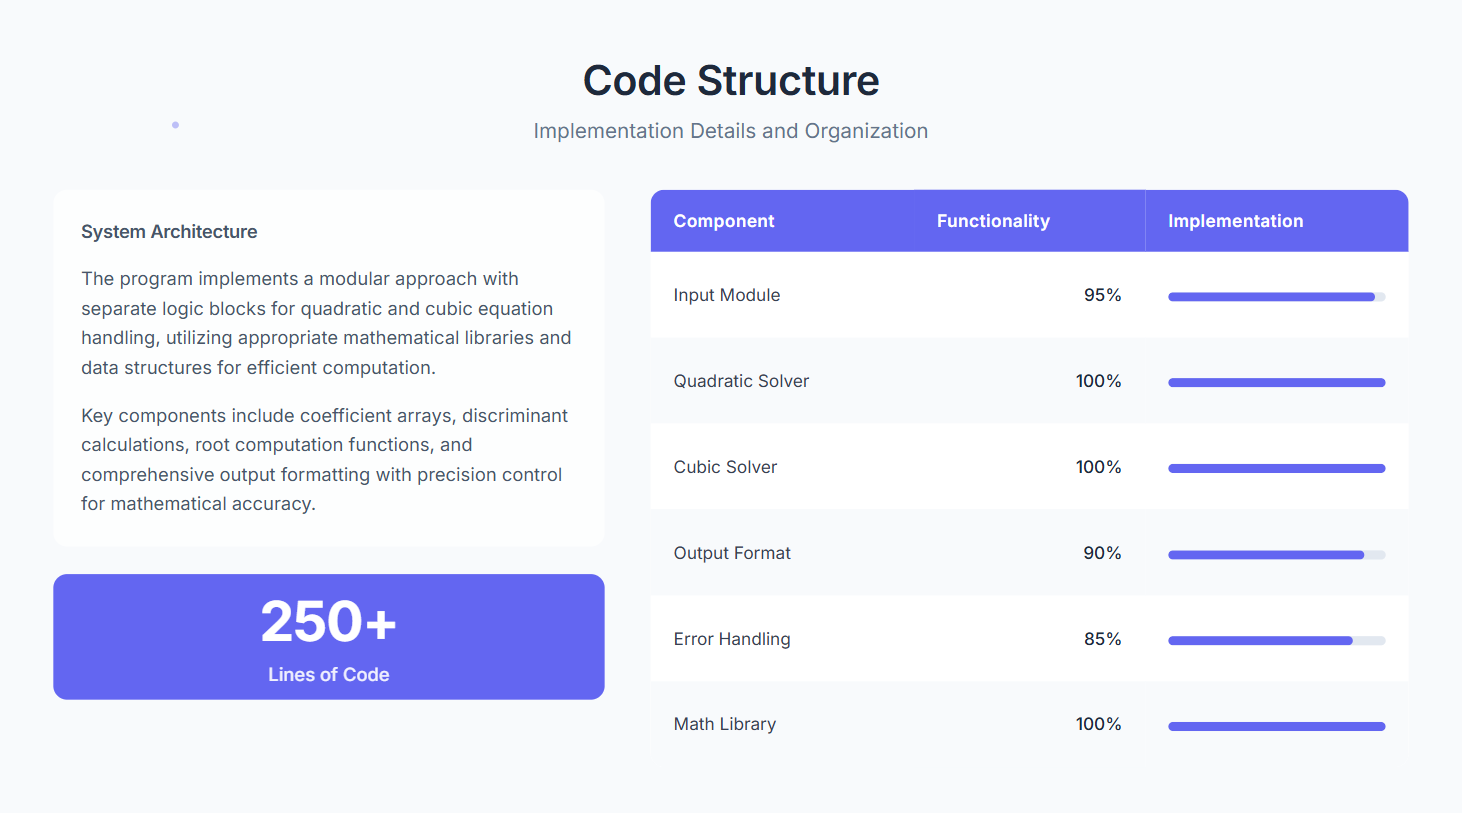 Code Structure
Implementation Details and Organization
System Architecture
The program implements a modular approach with
separate logic blocks for quadratic and cubic equation
handling, utilizing appropriate mathematical libraries and
data structures for efficient computation.
Key components include coefficient arrays, discriminant
calculations, root computation functions, and
comprehensive output formatting with precision control
for mathematical accuracy.
250+
Lines of Code
Component Functionality Implementation
Input Module 95%
Quadratic Solver 100%
Cubic Solver 100%
Output Format 90%
Error Handling 85%
Math Library 100%